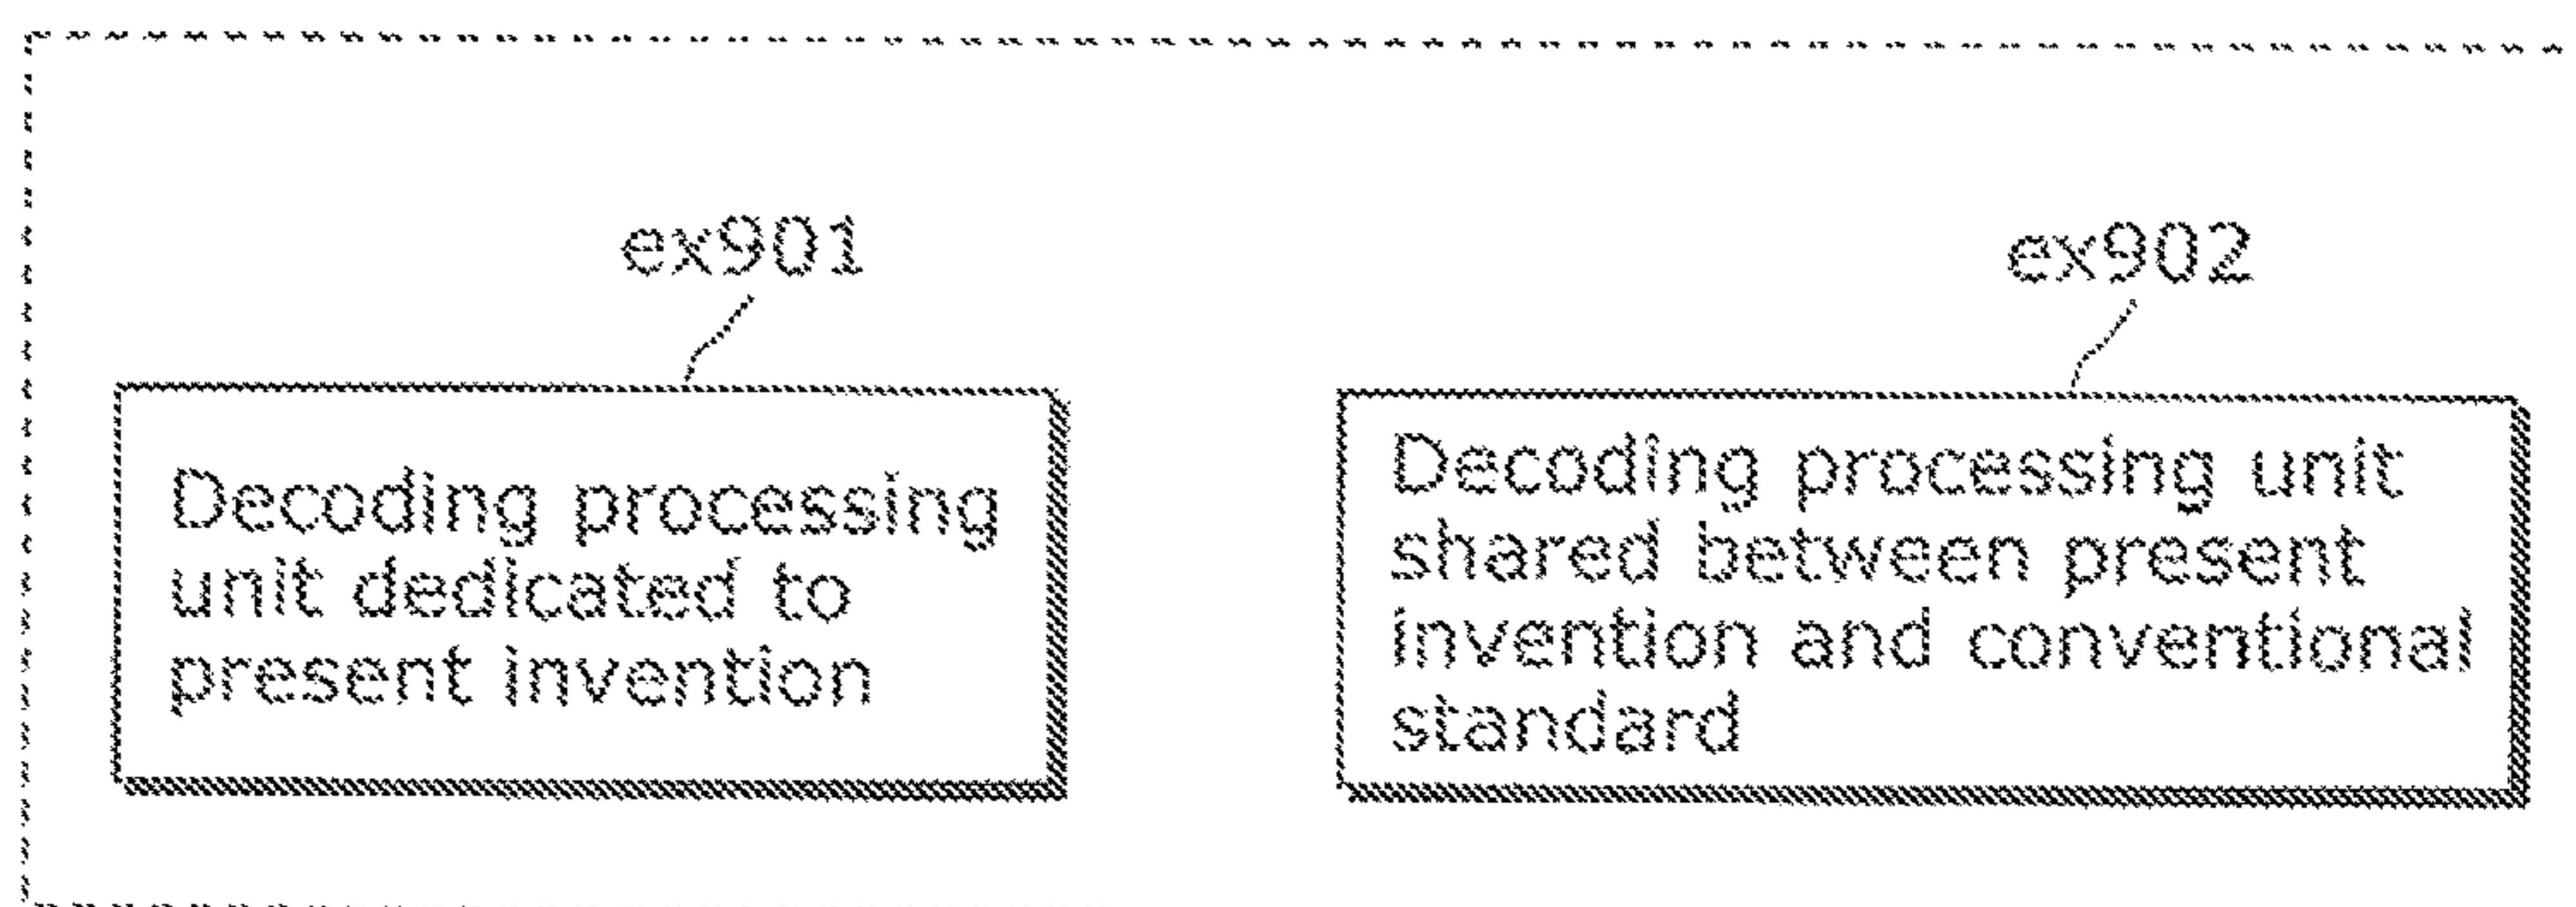 ex901
Decoding processing
unit dedicated to
present invention
ex902
Decoding processing unit
shared between present
invention and conventional
standard